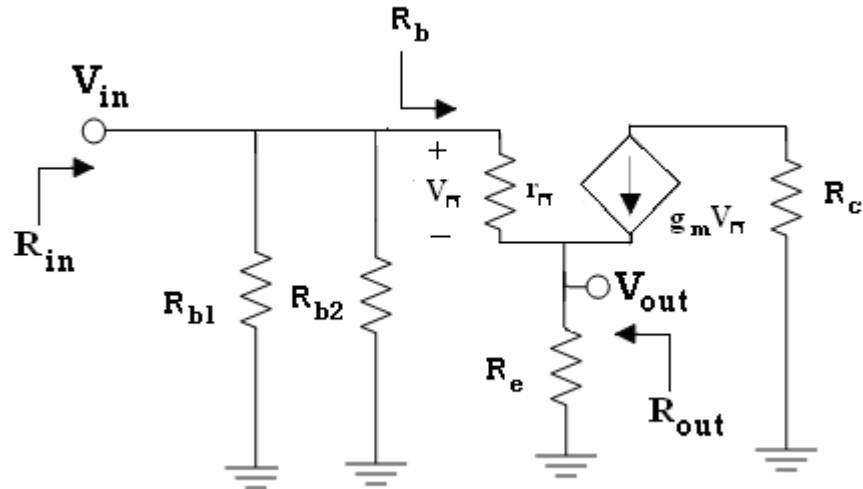 R_b
V_in
+
V_π
−
r_π
g_m V_π
R_c
R_in
R_b1
R_b2
V_out
R_e
R_out